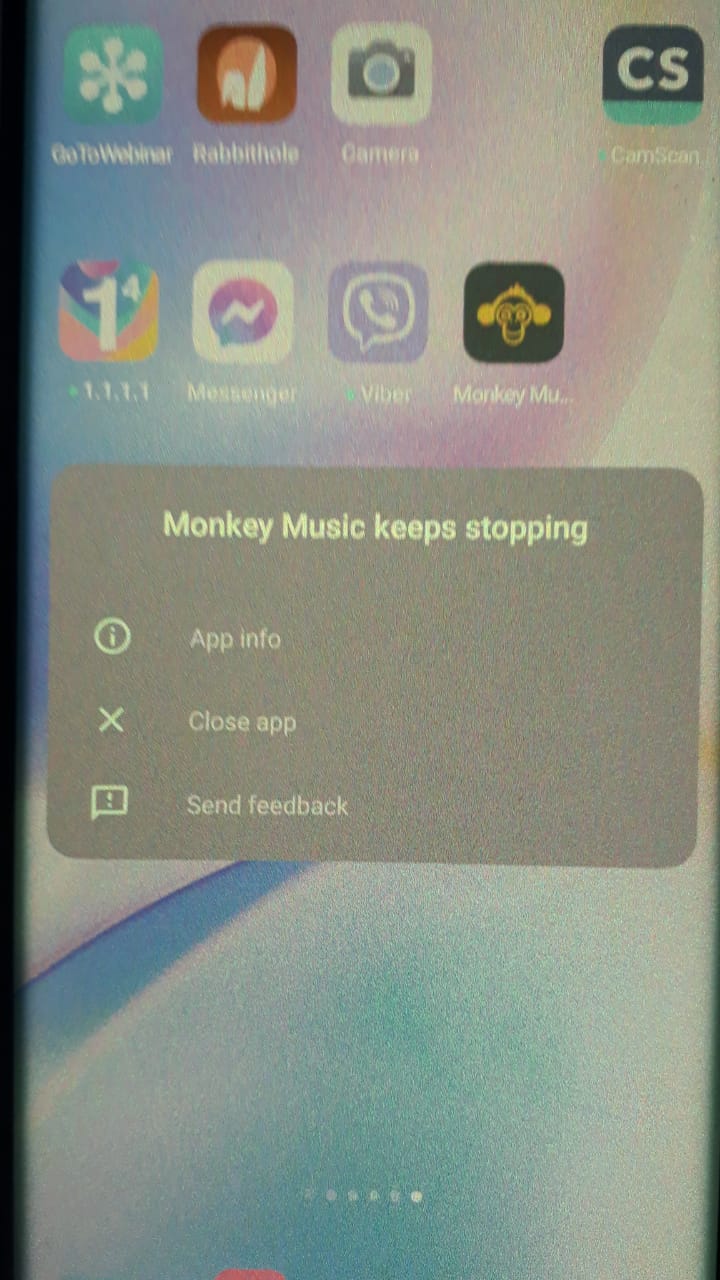 CS
GoToWebinar Rabbithole Camera CamScan
1⁴
1.1.1.1 Messenger Viber Monkey Mu...
Monkey Music keeps stopping
App info
Close app
Send feedback